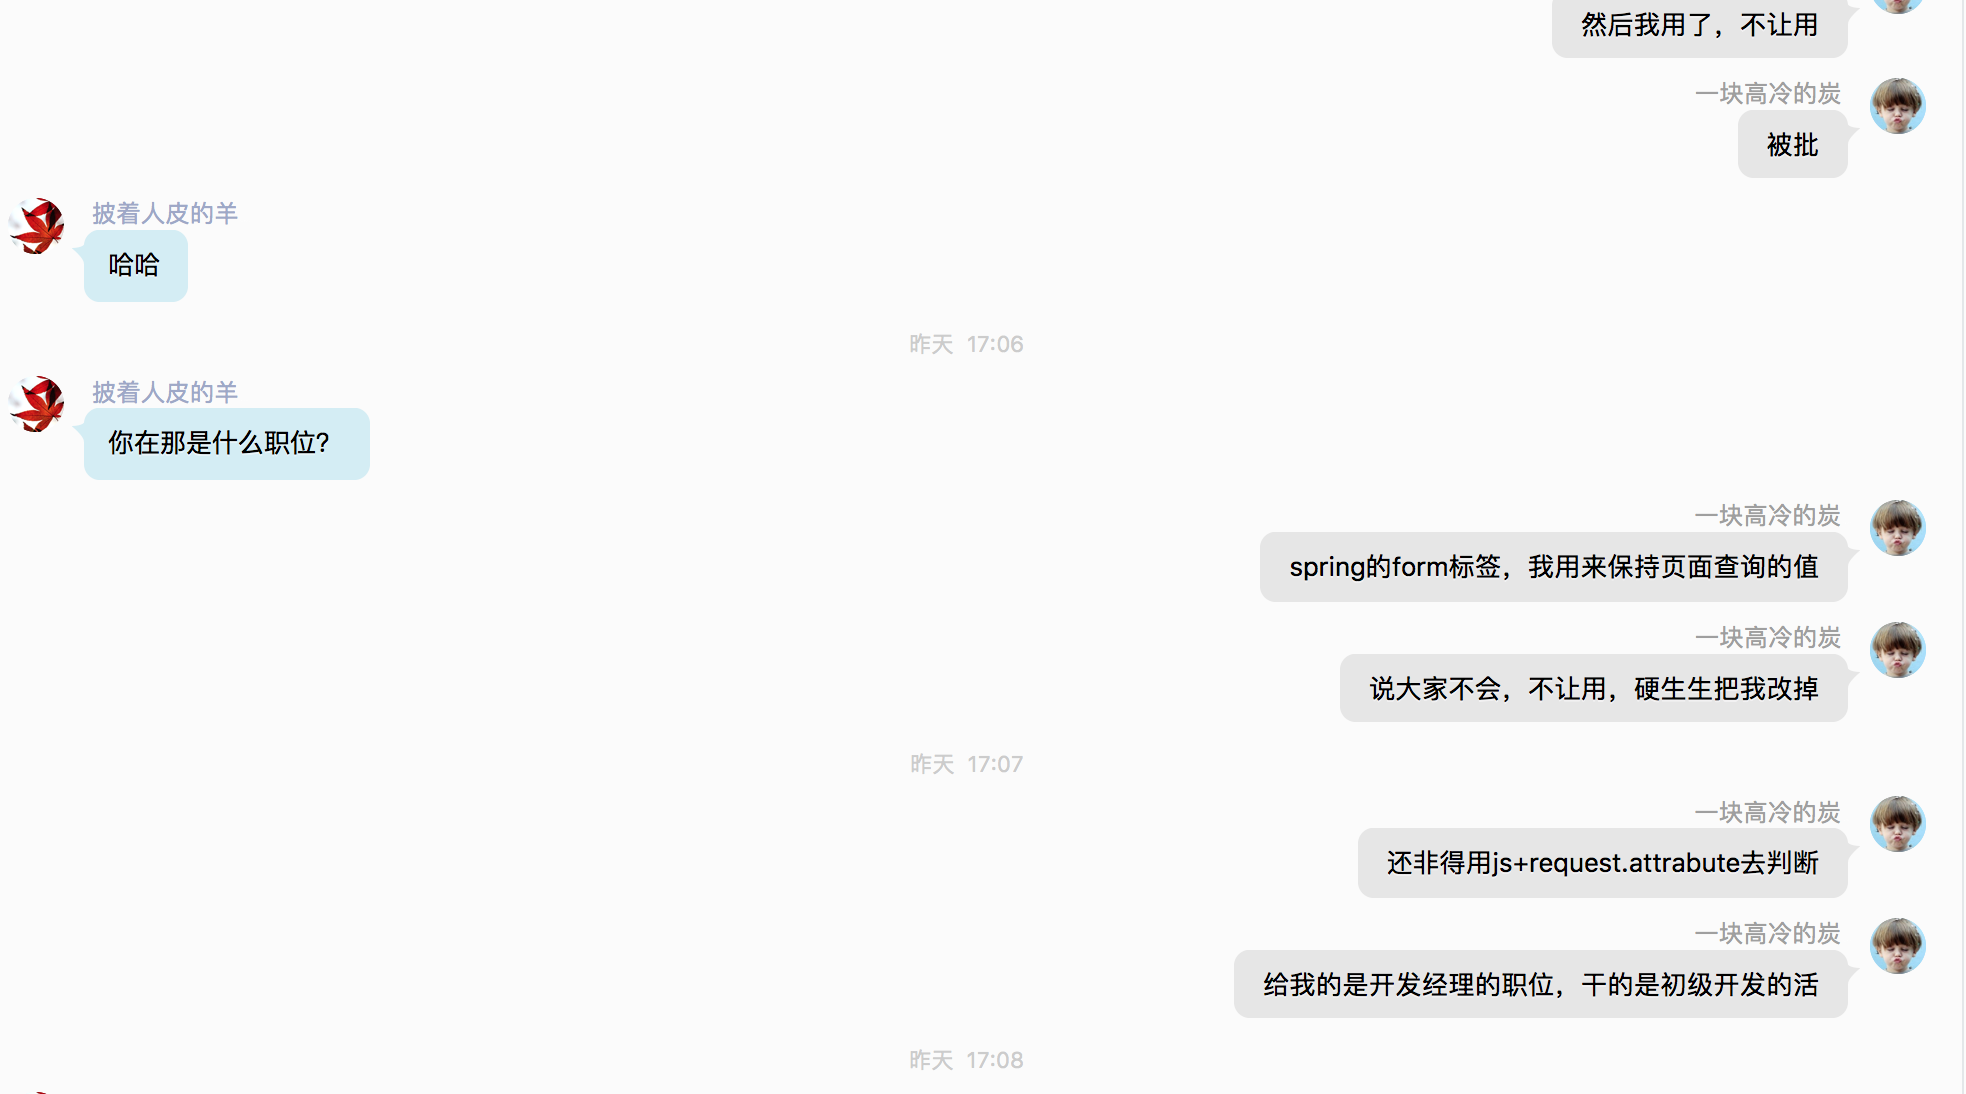 然后我用了，不让用
一块高冷的炭
被批
披着人皮的羊
哈哈
昨天 17:06
披着人皮的羊
你在那是什么职位？
一块高冷的炭
spring的form标签，我用来保持页面查询的值
一块高冷的炭
说大家不会，不让用，硬生生把我改掉
昨天 17:07
一块高冷的炭
还非得用js+request.attrabute去判断
一块高冷的炭
给我的是开发经理的职位，干的是初级开发的活
昨天 17:08